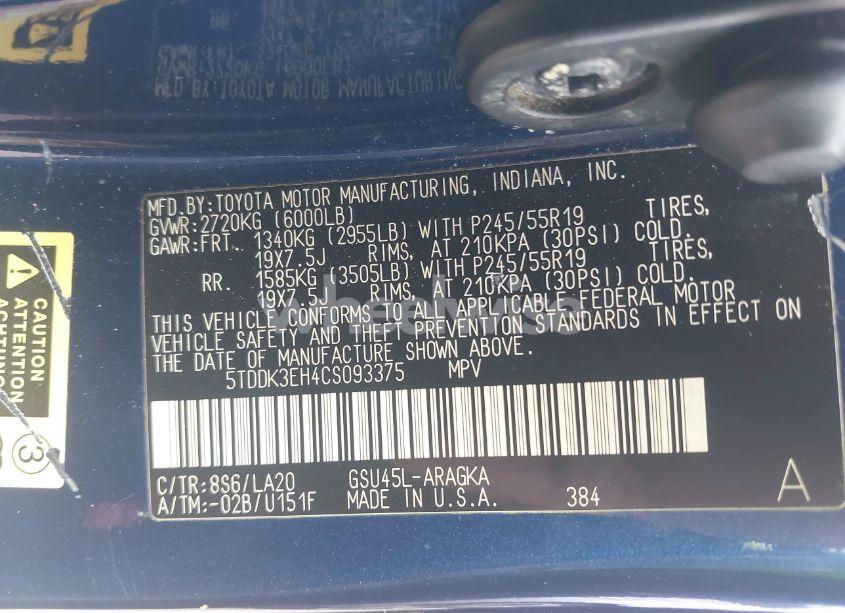 MFD.BY:TOYOTA MOTOR MANUFACTURING, INDIANA, INC.
GVWR:2720KG (6000LB)
GAWR:FRT. 1340KG (2955LB) WITH P245/55R19 TIRES,
19X7.5J RIMS, AT 210KPA (30PSI) COLD.
RR. 1585KG (3505LB) WITH P245/55R19 TIRES,
19X7.5J RIMS, AT 210KPA (30PSI) COLD.
THIS VEHICLE CONFORMS TO ALL APPLICABLE FEDERAL MOTOR
VEHICLE SAFETY AND THEFT PREVENTION STANDARDS IN EFFECT ON
THE DATE OF MANUFACTURE SHOWN ABOVE.
5TDDK3EH4CS093375 MPV
C/TR:8S6/LA20 GSU45L-ARAGKA
A/TM:-02B/U151F MADE IN U.S.A. 384 A
CAUTION
ATTENTION
ACHTUNG
3